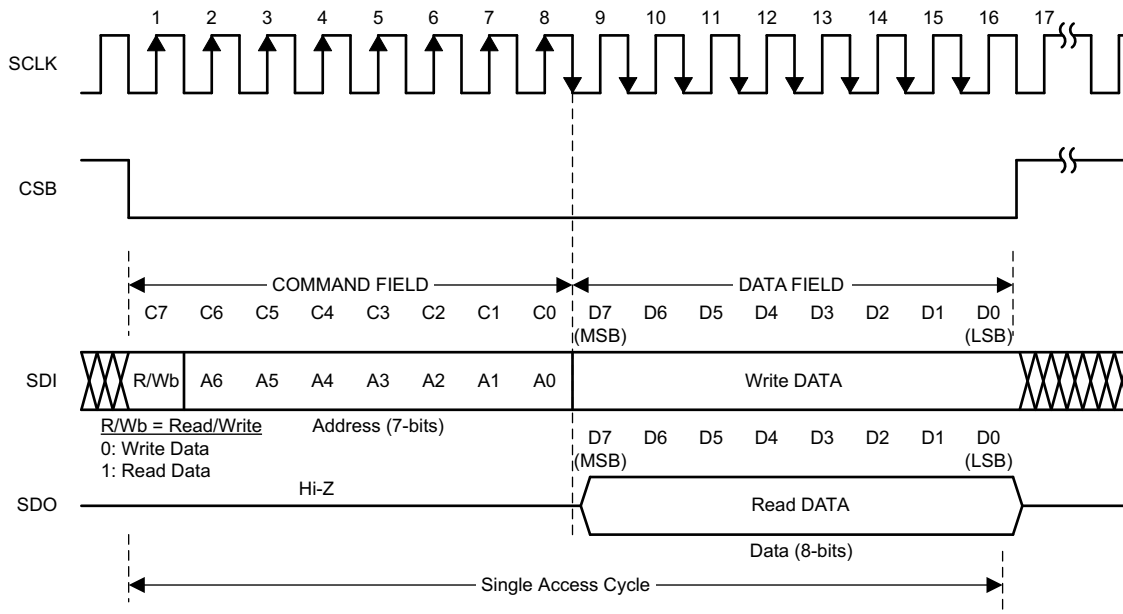 1 2 3 4 5 6 7 8 9 10 11 12 13 14 15 16 17
SCLK
CSB
COMMAND FIELD DATA FIELD
C7 C6 C5 C4 C3 C2 C1 C0 D7 D6 D5 D4 D3 D2 D1 D0
(MSB) (LSB)
SDI R/Wb A6 A5 A4 A3 A2 A1 A0 Write DATA
R/Wb = Read/Write Address (7-bits) D7 D6 D5 D4 D3 D2 D1 D0
0: Write Data (MSB) (LSB)
1: Read Data
Hi-Z
SDO Read DATA
Data (8-bits)
Single Access Cycle